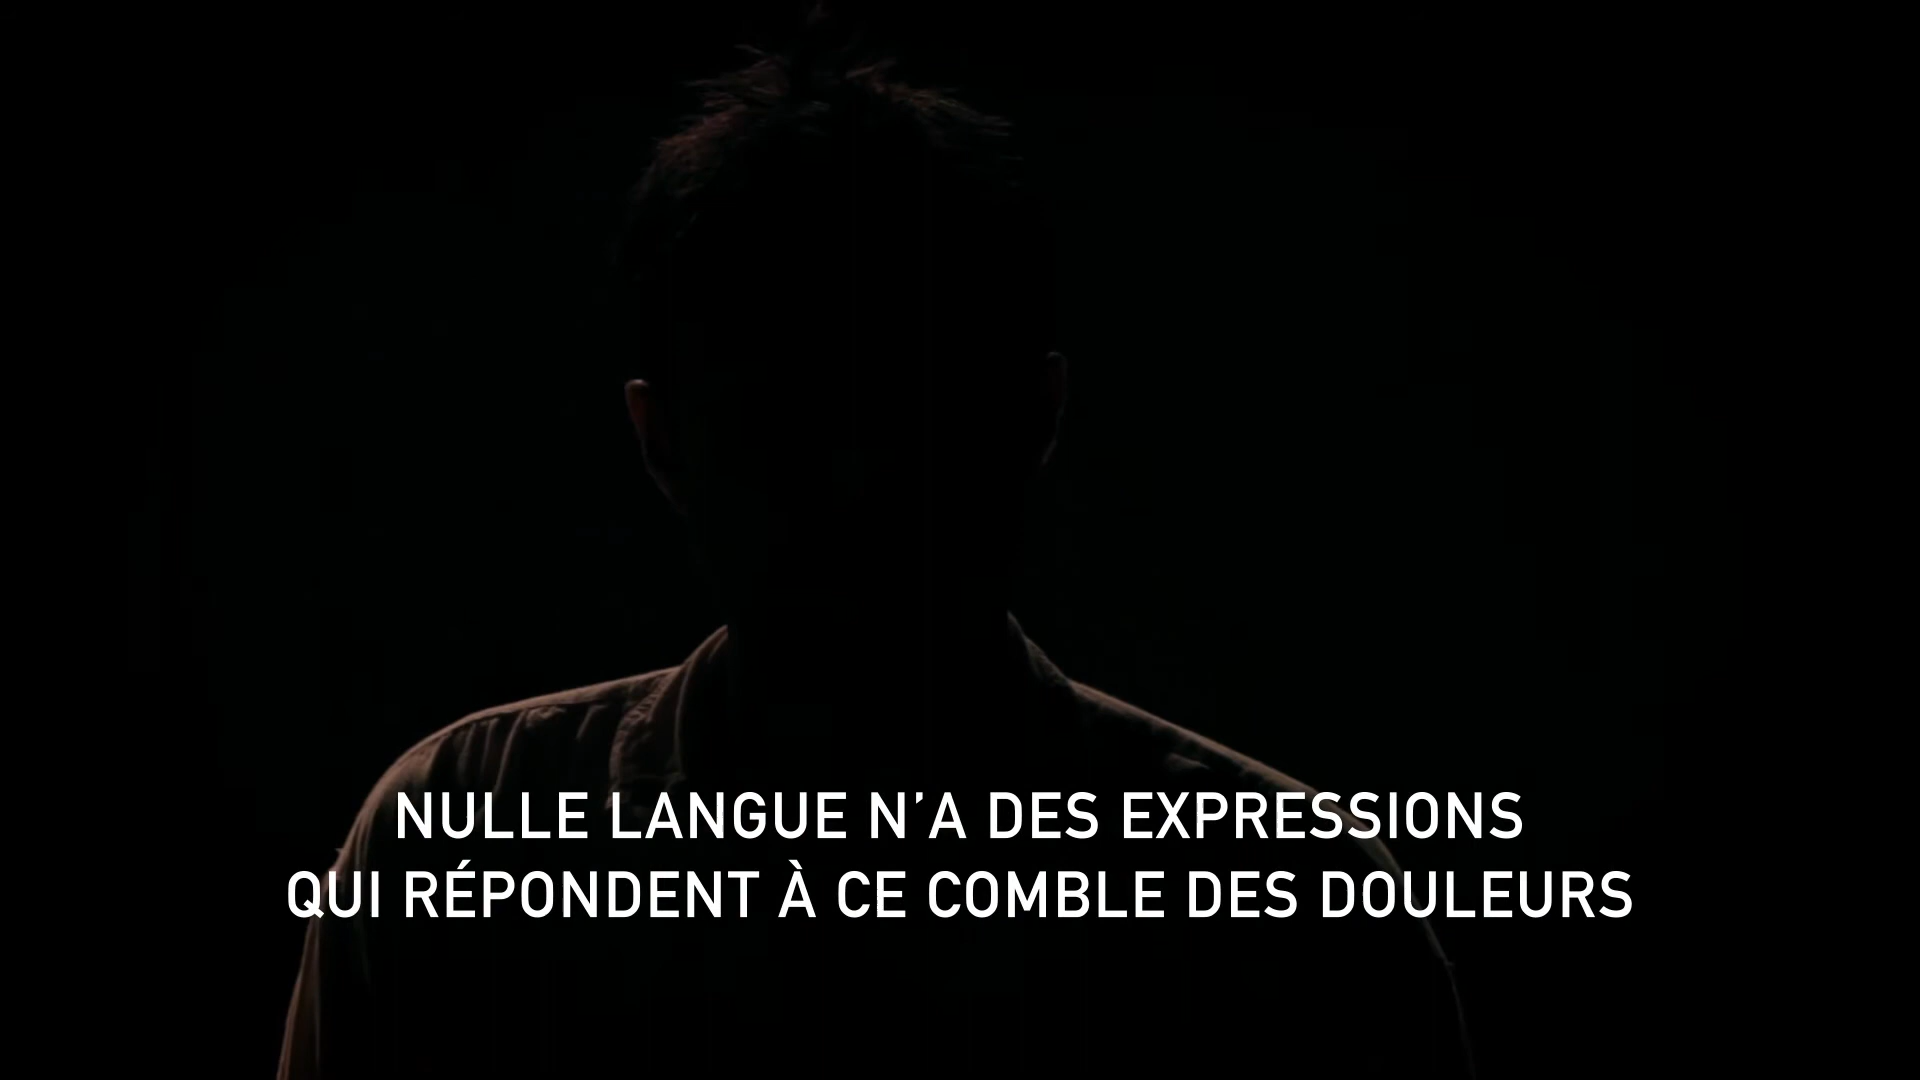 NULLE LANGUE N’A DES EXPRESSIONS
QUI RÉPONDENT À CE COMBLE DES DOULEURS